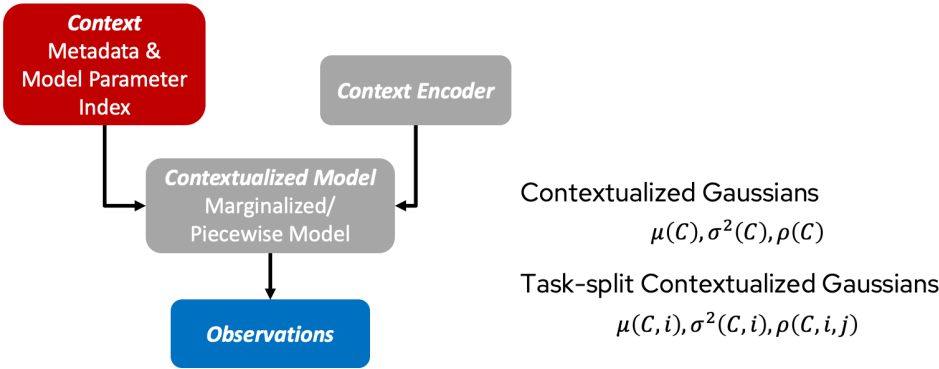 Context
Metadata &
Model Parameter
Index
Context Encoder
Contextualized Model
Marginalized/
Piecewise Model
Observations
Contextualized Gaussians
μ(C), σ²(C), ρ(C)
Task-split Contextualized Gaussians
μ(C, i), σ²(C, i), ρ(C, i, j)